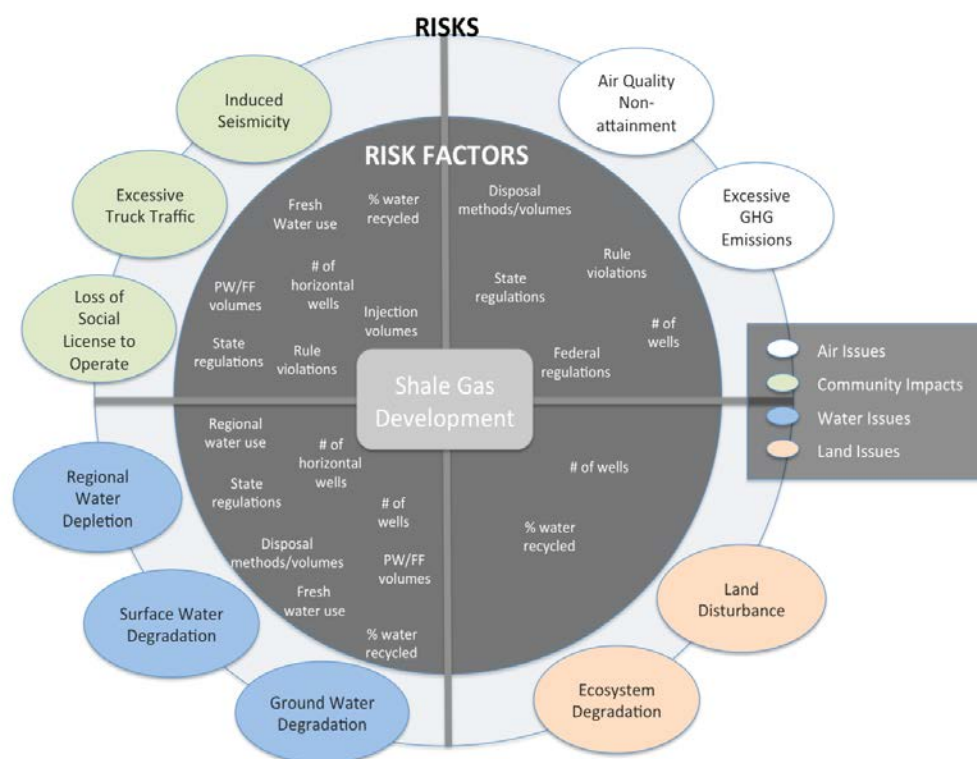 RISKS
Induced
Seismicity
Excessive
Truck Traffic
Loss of
Social
License to
Operate
Air Quality
Non-
attainment
Excessive
GHG
Emissions
RISK FACTORS
Fresh
Water use
% water
recycled
PW/FF
volumes
# of
horizontal
wells
Injection
volumes
State
regulations
Rule
violations
Disposal
methods/volumes
State
regulations
Rule
violations
# of
wells
Federal
regulations
Shale Gas
Development
Air Issues
Community Impacts
Water Issues
Land Issues
Regional
water use
# of
horizontal
wells
State
regulations
# of
wells
Disposal
methods/volumes
PW/FF
volumes
Fresh
water use
% water
recycled
# of wells
% water
recycled
Regional
Water
Depletion
Surface Water
Degradation
Ground Water
Degradation
Land
Disturbance
Ecosystem
Degradation